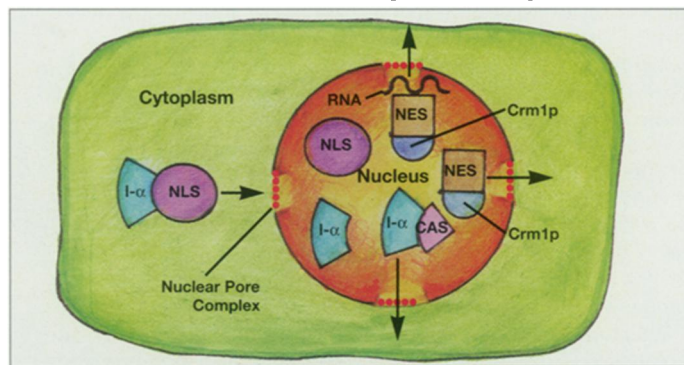 Cytoplasm
RNA
NES
Crm1p
NLS
NES
I-α
NLS
Nucleus
I-α
I-α
CAS
Crm1p
Nuclear Pore
Complex